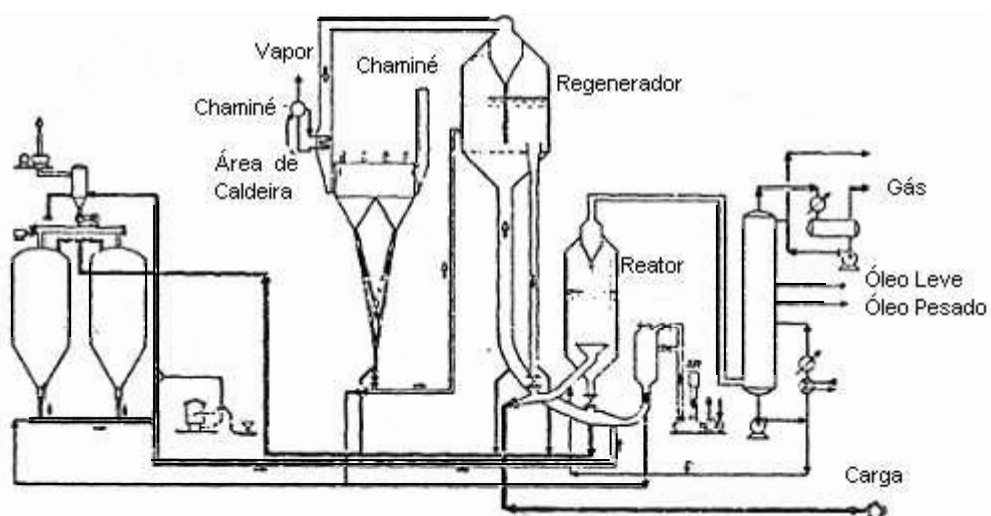 Vapor
Chaminé
Chaminé
Regenerador
Área de
Caldeira
Gás
Reator
Óleo Leve
Óleo Pesado
Carga